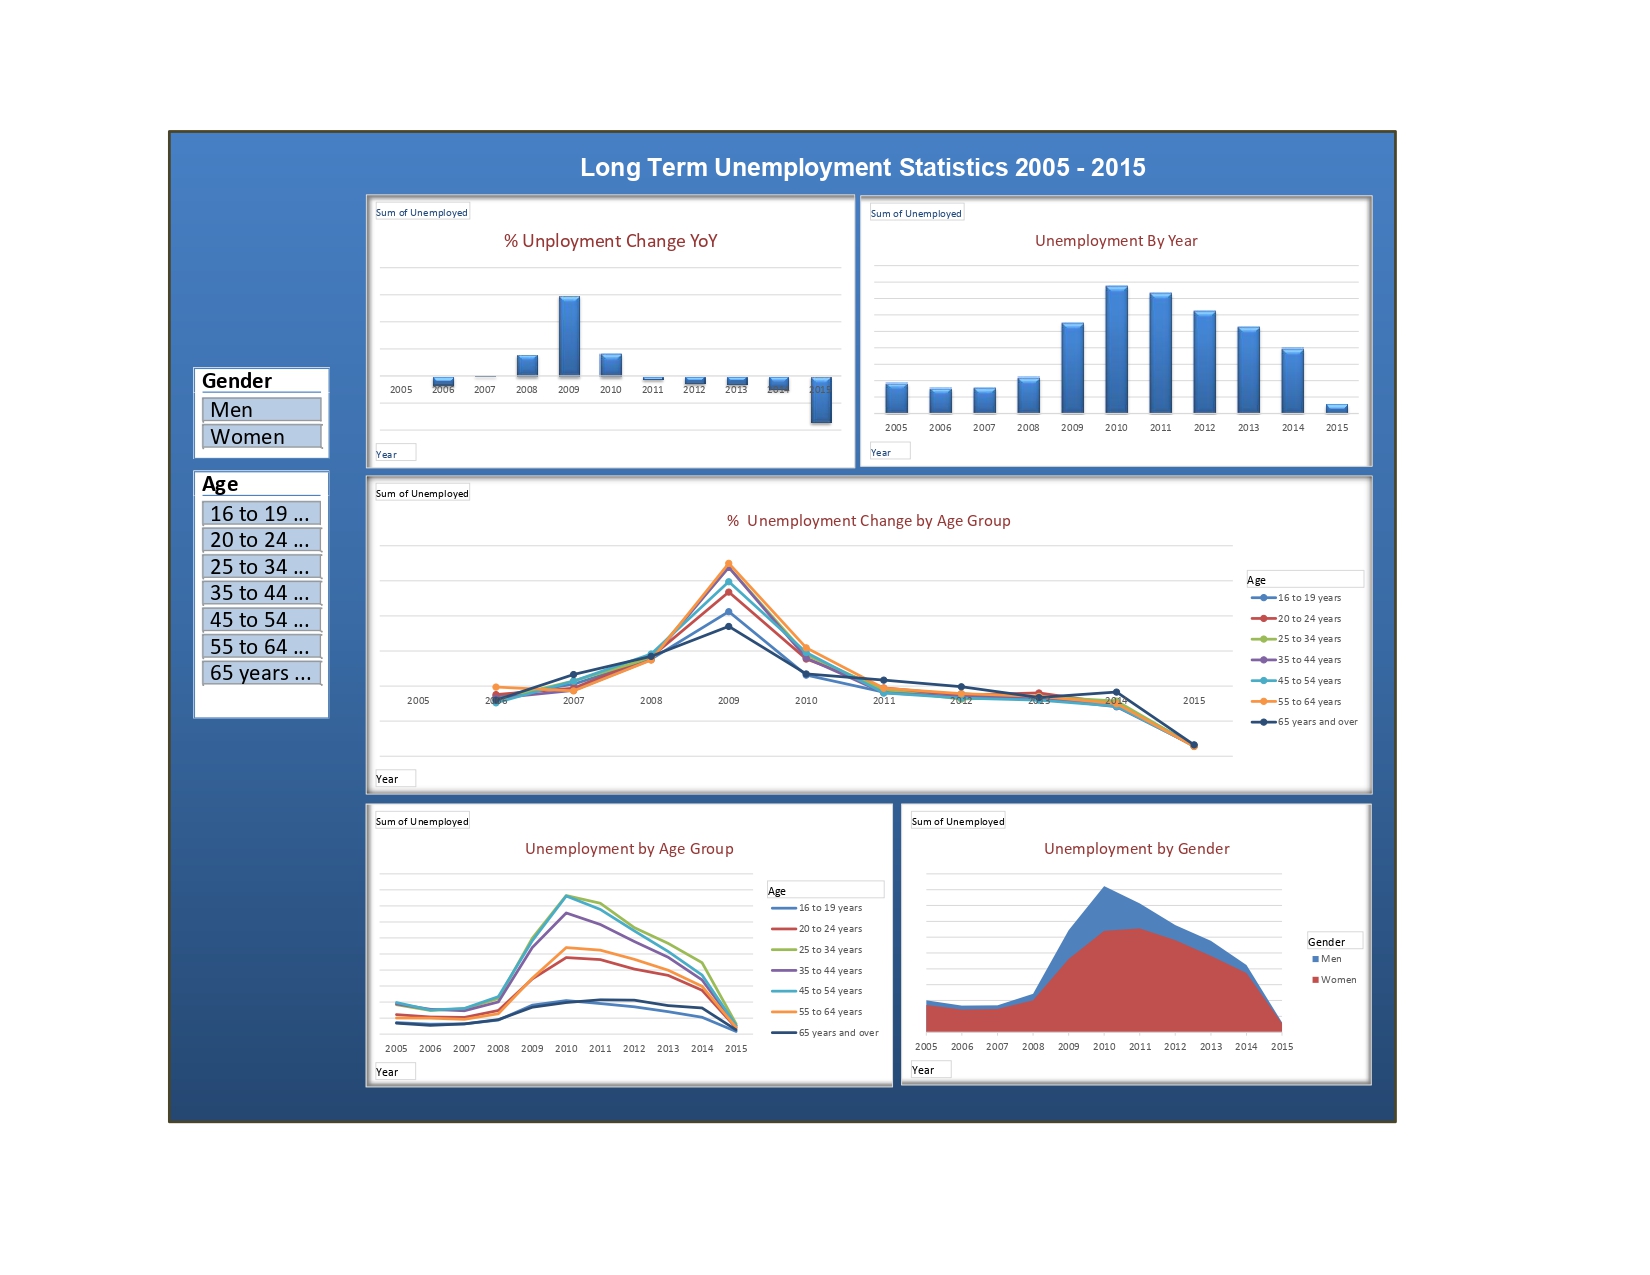 Long Term Unemployment Statistics 2005 - 2015
Gender
Men
Women
Age
16 to 19 ...
20 to 24 ...
25 to 34 ...
35 to 44 ...
45 to 54 ...
55 to 64 ...
65 years ...
Sum of Unemployed
% Unployment Change YoY
2005 2006 2007 2008 2009 2010 2011 2012 2013 2014 2015
Year
Sum of Unemployed
Unemployment By Year
2005 2006 2007 2008 2009 2010 2011 2012 2013 2014 2015
Year
Sum of Unemployed
% Unemployment Change by Age Group
2005 2006 2007 2008 2009 2010 2011 2012 2013 2014 2015
Year
Age
16 to 19 years
20 to 24 years
25 to 34 years
35 to 44 years
45 to 54 years
55 to 64 years
65 years and over
Sum of Unemployed
Unemployment by Age Group
2005 2006 2007 2008 2009 2010 2011 2012 2013 2014 2015
Year
Age
16 to 19 years
20 to 24 years
25 to 34 years
35 to 44 years
45 to 54 years
55 to 64 years
65 years and over
Sum of Unemployed
Unemployment by Gender
2005 2006 2007 2008 2009 2010 2011 2012 2013 2014 2015
Year
Gender
Men
Women